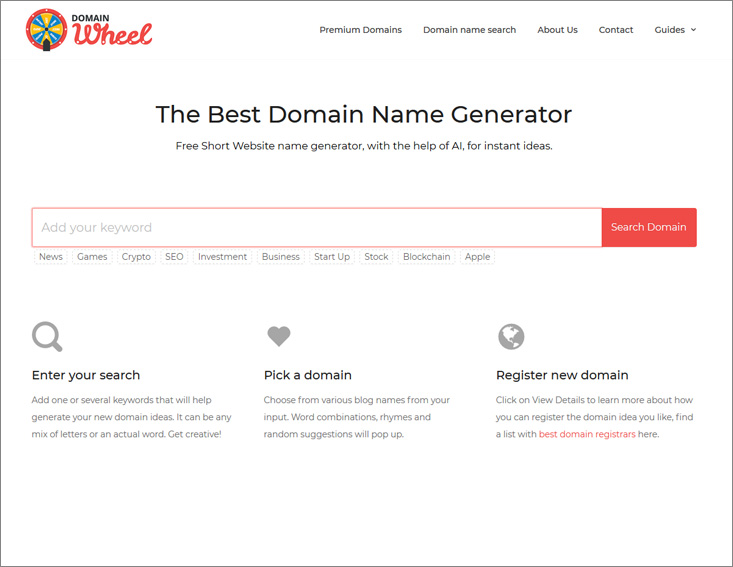 DOMAIN
Wheel
Premium Domains
Domain name search
About Us
Contact
Guides
The Best Domain Name Generator
Free Short Website name generator, with the help of AI, for instant ideas.
Add your keyword
Search Domain
News
Games
Crypto
SEO
Investment
Business
Start Up
Stock
Blockchain
Apple
Enter your search
Add one or several keywords that will help
generate your new domain ideas. It can be any
mix of letters or an actual word. Get creative!
Pick a domain
Choose from various blog names from your
input. Word combinations, rhymes and
random suggestions will pop up.
Register new domain
Click on View Details to learn more about how
you can register the domain idea you like, find
a list with best domain registrars here.